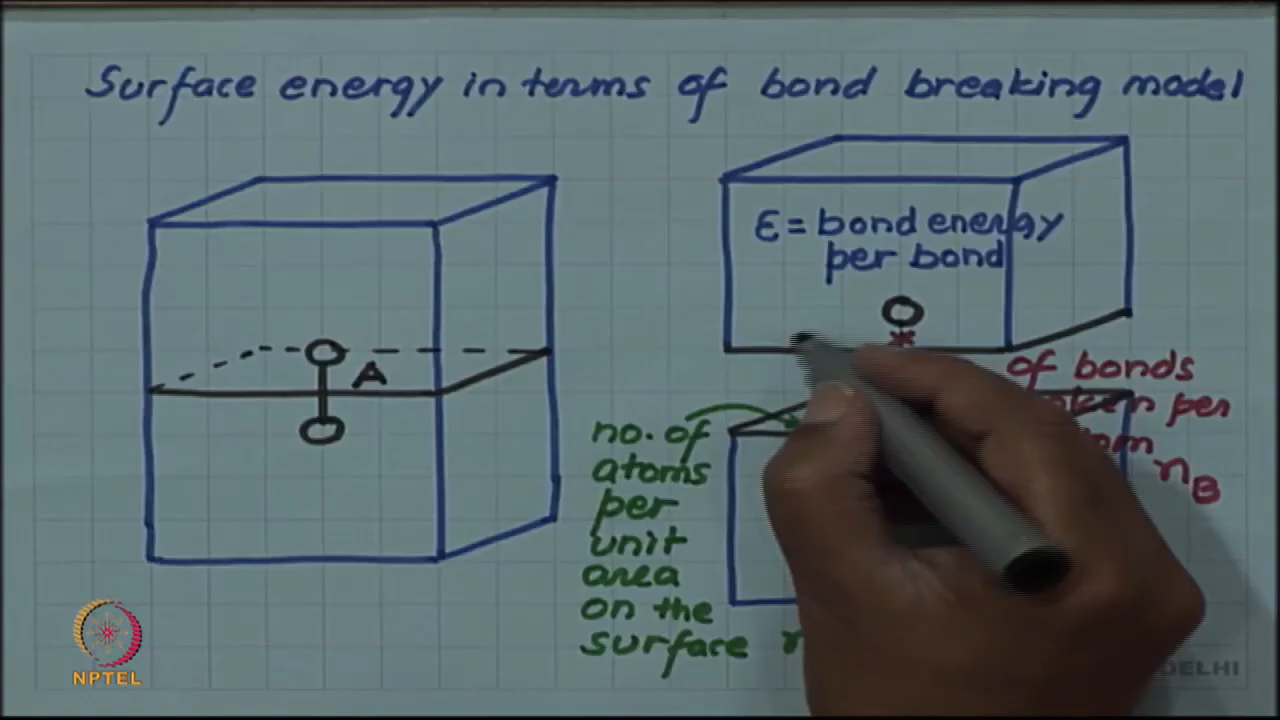 Surface energy in terms of bond breaking model
ε = bond energy
per bond
A
no. of
atoms
per
unit
area
on the
surface
of bonds
per
n_B
NPTEL
DELHI